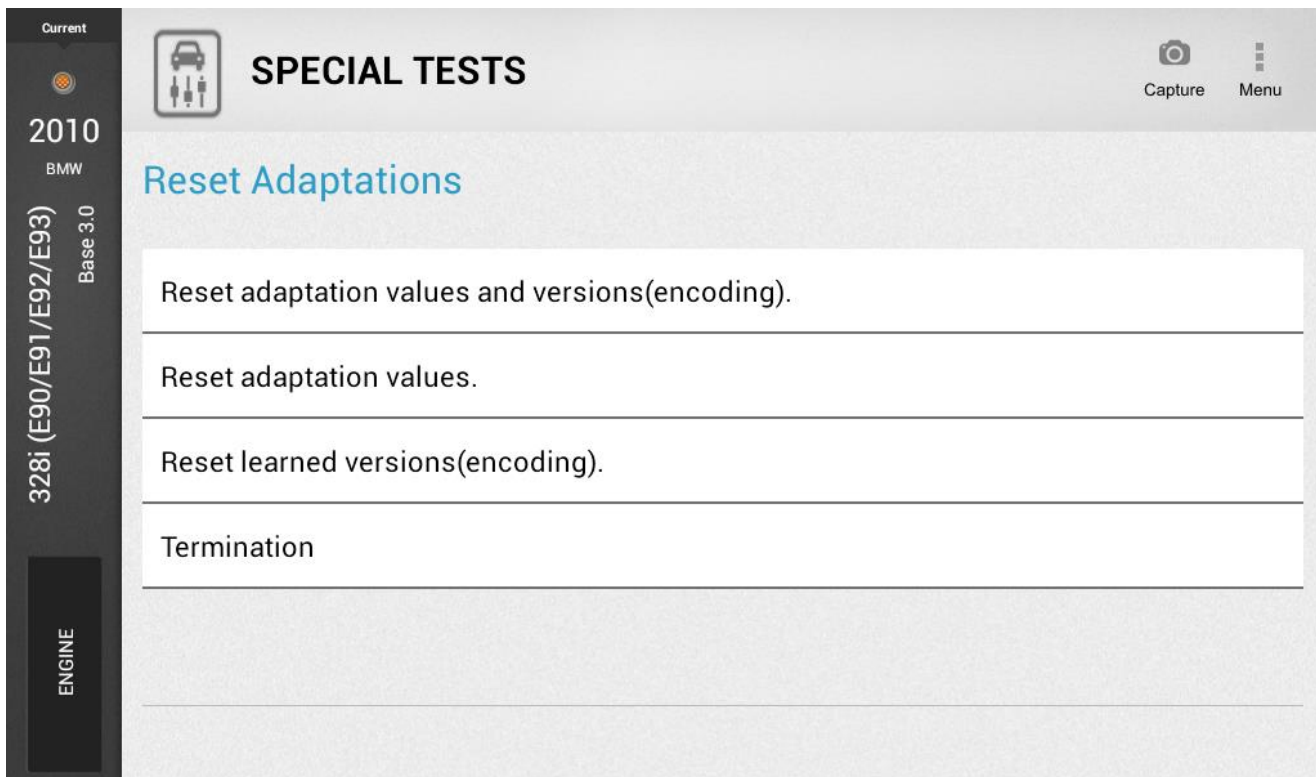 Current
2010
BMW
328i (E90/E91/E92/E93)
Base 3.0
ENGINE
SPECIAL TESTS
Capture
Menu
Reset Adaptations
Reset adaptation values and versions(encoding).
Reset adaptation values.
Reset learned versions(encoding).
Termination